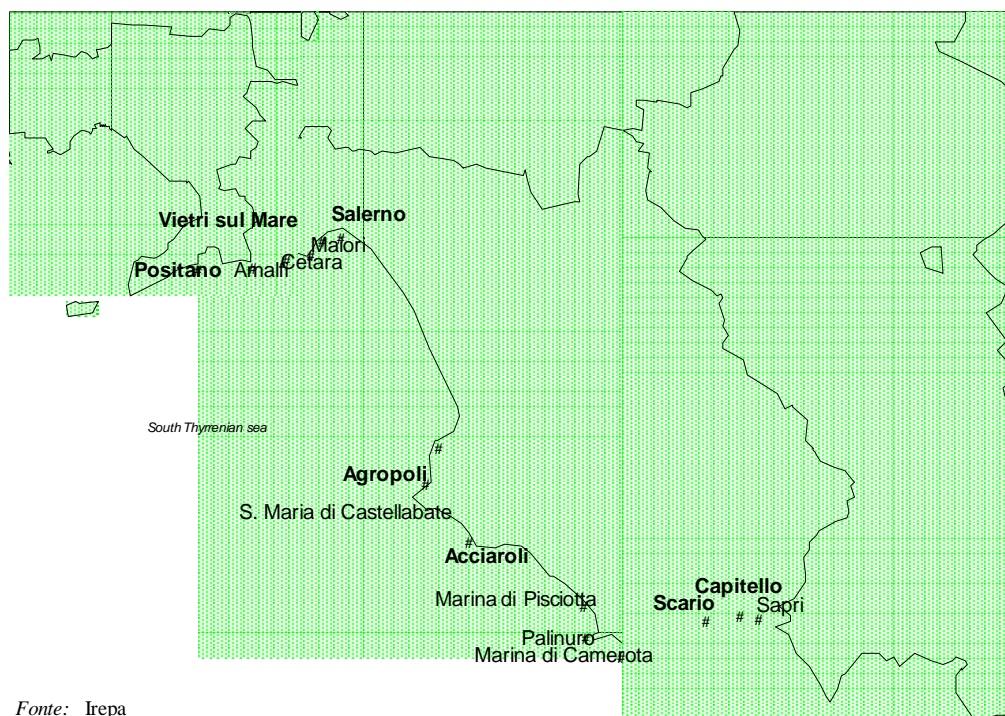 Salerno
Vietri sul Mare
Maiori
Cetara
Positano
Amalfi
South Thyrrenian sea
Agropoli
S. Maria di Castellabate
Acciaroli
Capitello
Marina di Pisciotta
Scario
Sapri
Palinuro
Marina di Camerota
Fonte: Irepa